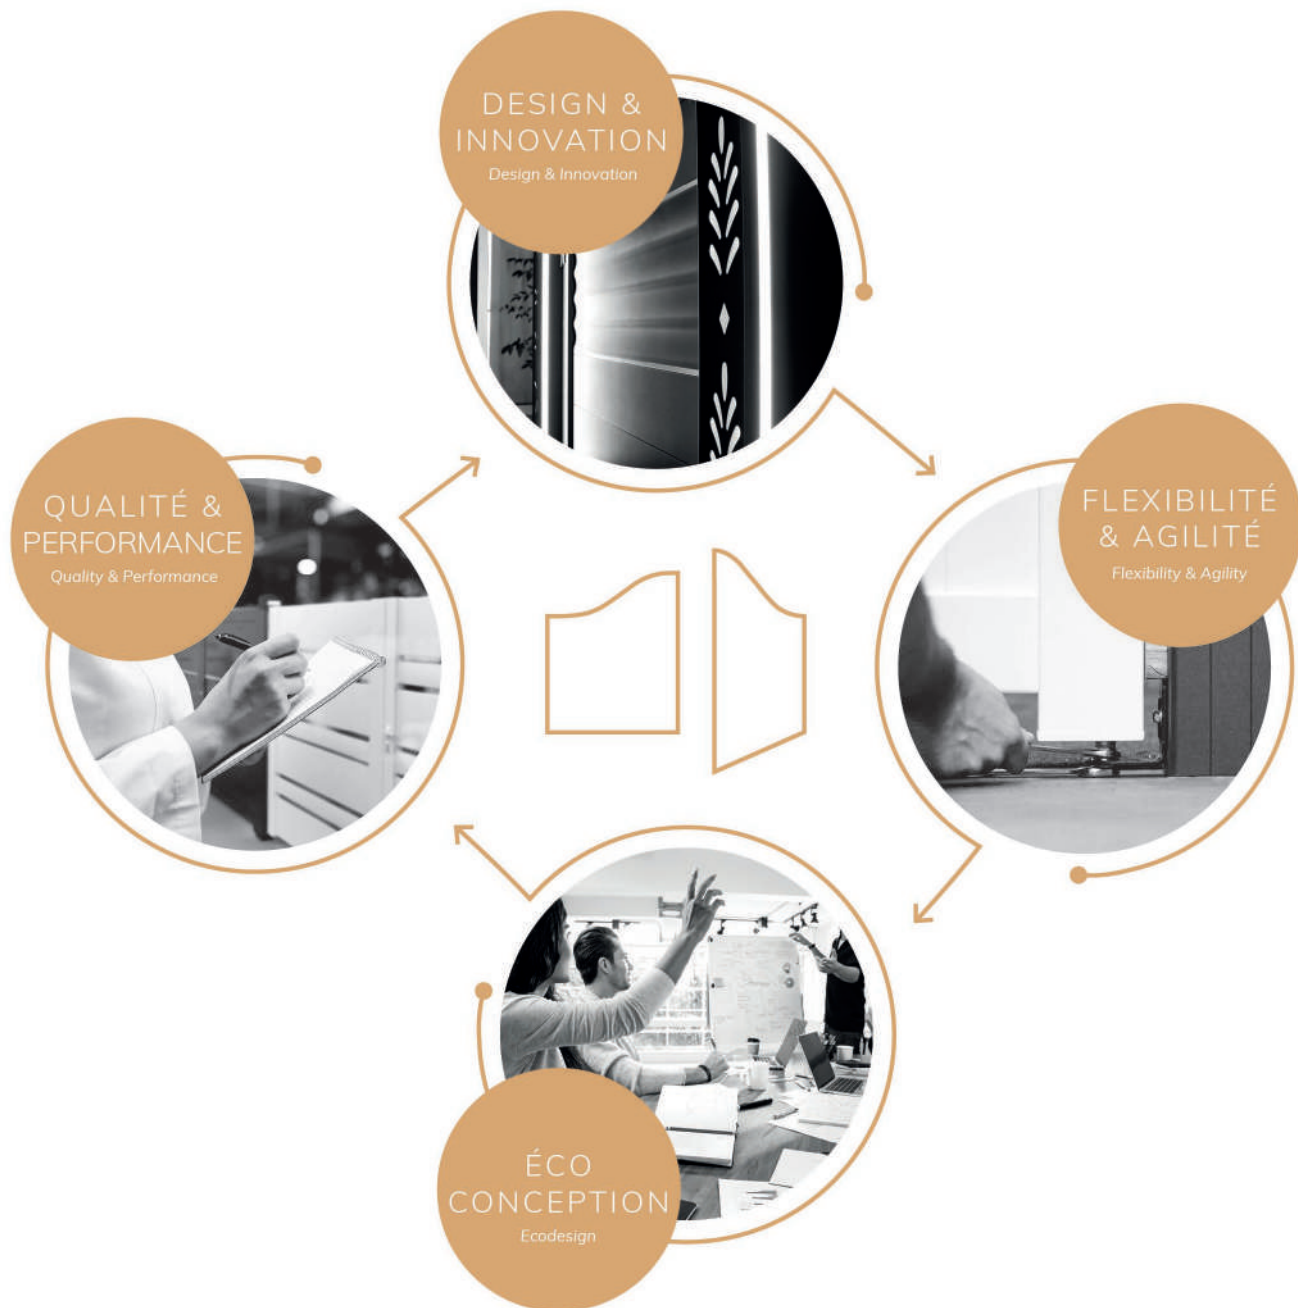 DESIGN &
INNOVATION
Design & Innovation
QUALITÉ &
PERFORMANCE
Quality & Performance
FLEXIBILITÉ
& AGILITÉ
Flexibility & Agility
ÉCO
CONCEPTION
Ecodesign